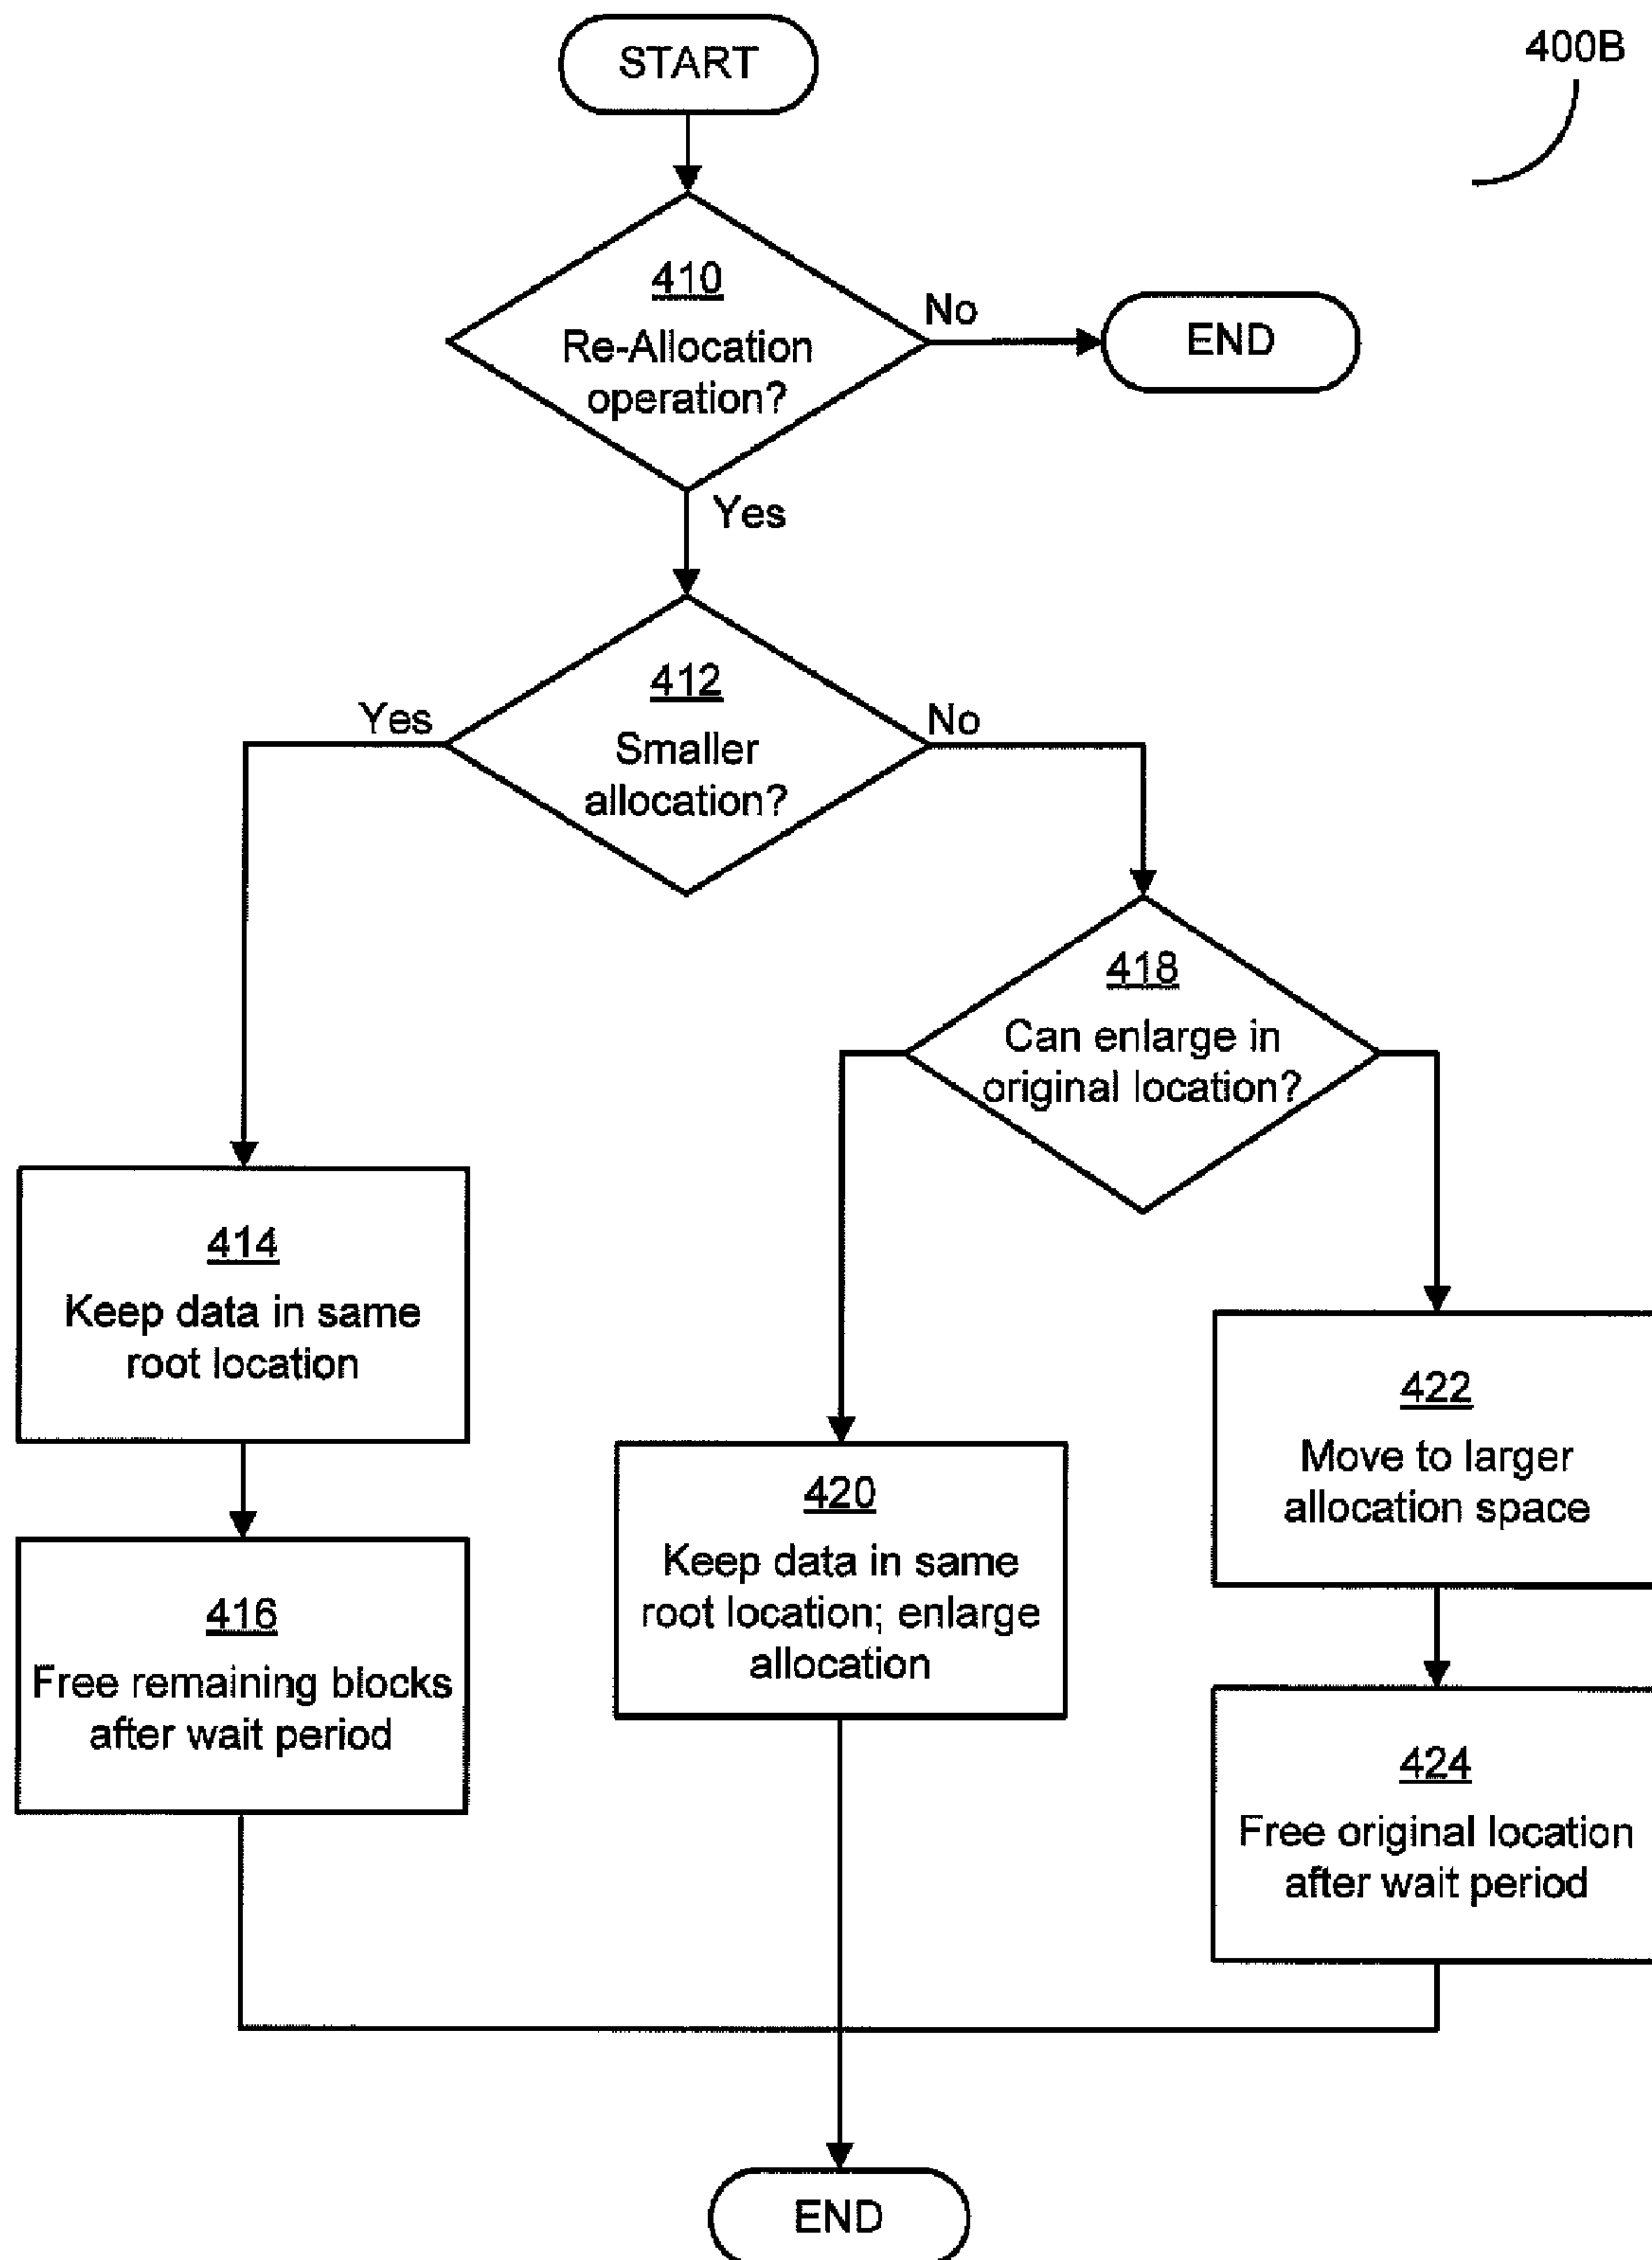 START
400B
410
Re-Allocation
operation?
No
END
Yes
412
Smaller
allocation?
Yes
No
418
Can enlarge in
original location?
414
Keep data in same
root location
416
Free remaining blocks
after wait period
420
Keep data in same
root location; enlarge
allocation
422
Move to larger
allocation space
424
Free original location
after wait period
END